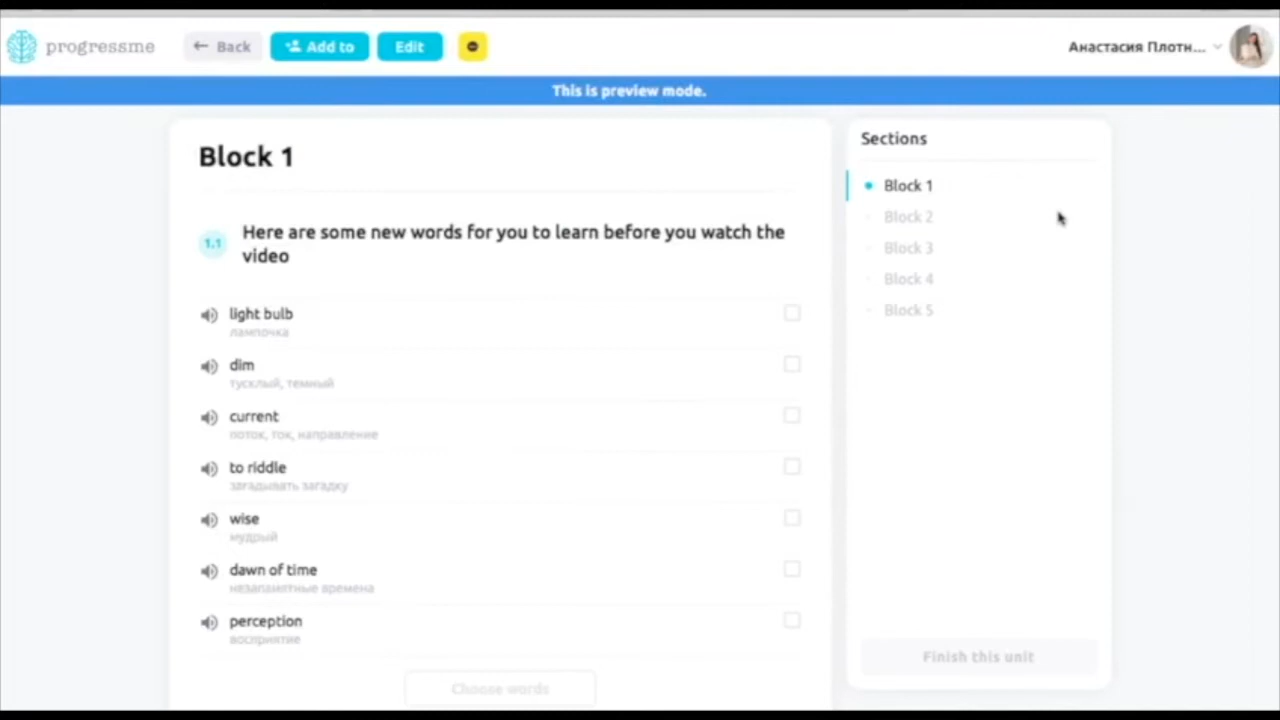 progressme
← Back
Add to
Edit
Анастасия Плотн...
This is preview mode.
Block 1
1.1
Here are some new words for you to learn before you watch the
video
light bulb
лампочка
dim
тусклый, темный
current
поток, ток, направление
to riddle
загадывать загадку
wise
мудрый
dawn of time
незапамятные времена
perception
восприятие
Choose words
Sections
Block 1
Block 2
Block 3
Block 4
Block 5
Finish this unit